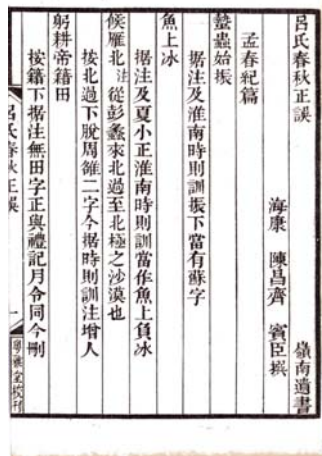 呂氏春秋正誤
嶺南遺書
海康 陳昌齊 賓臣撰
孟春紀篇
蟄蟲始振
据注及淮南時則訓振下當有蘇字
魚上冰
据注及夏小正淮南時則訓當作魚上負冰
候雁北注從彭蠡來北過至北極之沙漠也
按北過下脫周雒二字今据時則訓注增入
躬耕帝籍田
按籍下据注無田字正與禮記月令同今刪
呂氏春秋正誤
一
粵雅堂校刊